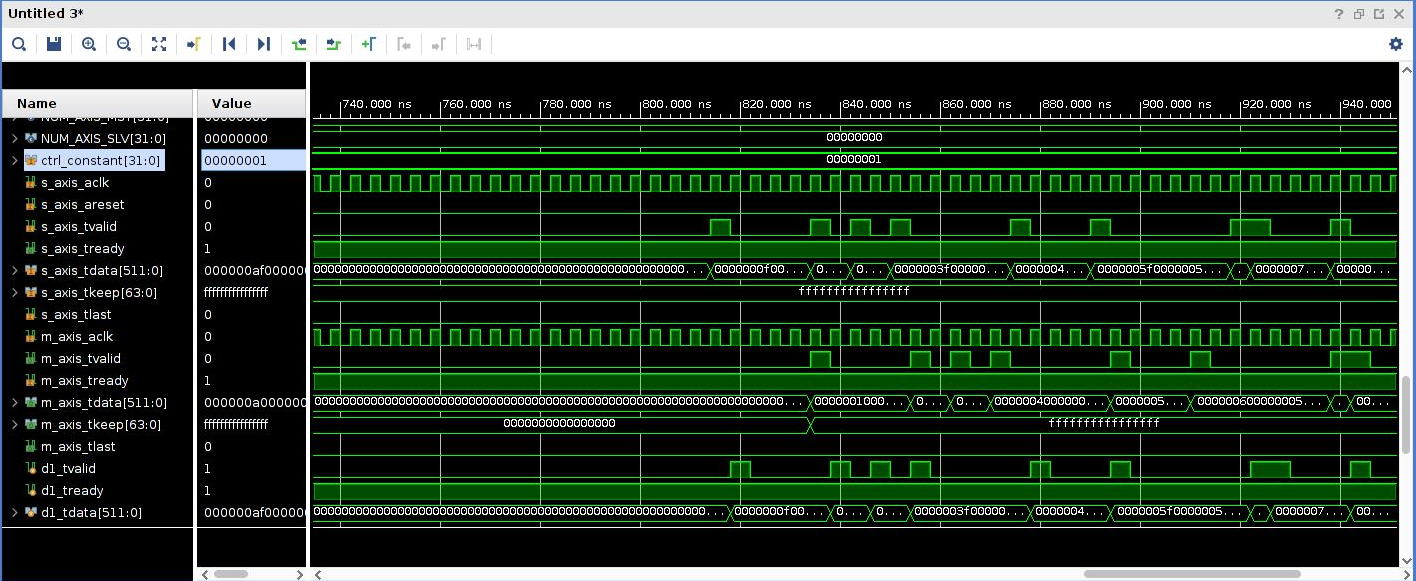 Untitled 3*
Name Value
740.000 ns 760.000 ns 780.000 ns 800.000 ns 820.000 ns 840.000 ns 860.000 ns 880.000 ns 900.000 ns 920.000 ns 940.000
NUM_AXIS_MST[31:0] 00000000
NUM_AXIS_SLV[31:0] 00000000 00000000
ctrl_constant[31:0] 00000001 00000001
s_axis_aclk 0
s_axis_areset 0
s_axis_tvalid 0
s_axis_tready 1
s_axis_tdata[511:0] 000000af00000 00000000000000000000000000000000000000000000000... 0000000f00... 0... 0... 0000003f00000... 0000004... 0000005f0000005... . 0000007... 00000...
s_axis_tkeep[63:0] ffffffffffffffff ffffffffffffffff
s_axis_tlast 0
m_axis_aclk 0
m_axis_tvalid 0
m_axis_tready 1
m_axis_tdata[511:0] 000000a000000 000000000000000000000000000000000000000000000000000000000000... 0000001000... 0... 0... 0000004000000... 0000005... 0000006000000005... . 00...
m_axis_tkeep[63:0] ffffffffffffffff 0000000000000000 ffffffffffffffff
m_axis_tlast 0
d1_tvalid 1
d1_tready 1
d1_tdata[511:0] 000000af00000 00000000000000000000000000000000000000000000000000... 0000000f00... 0... 0... 0000003f00000... 0000004... 0000005f0000005... . 0000007... 00...